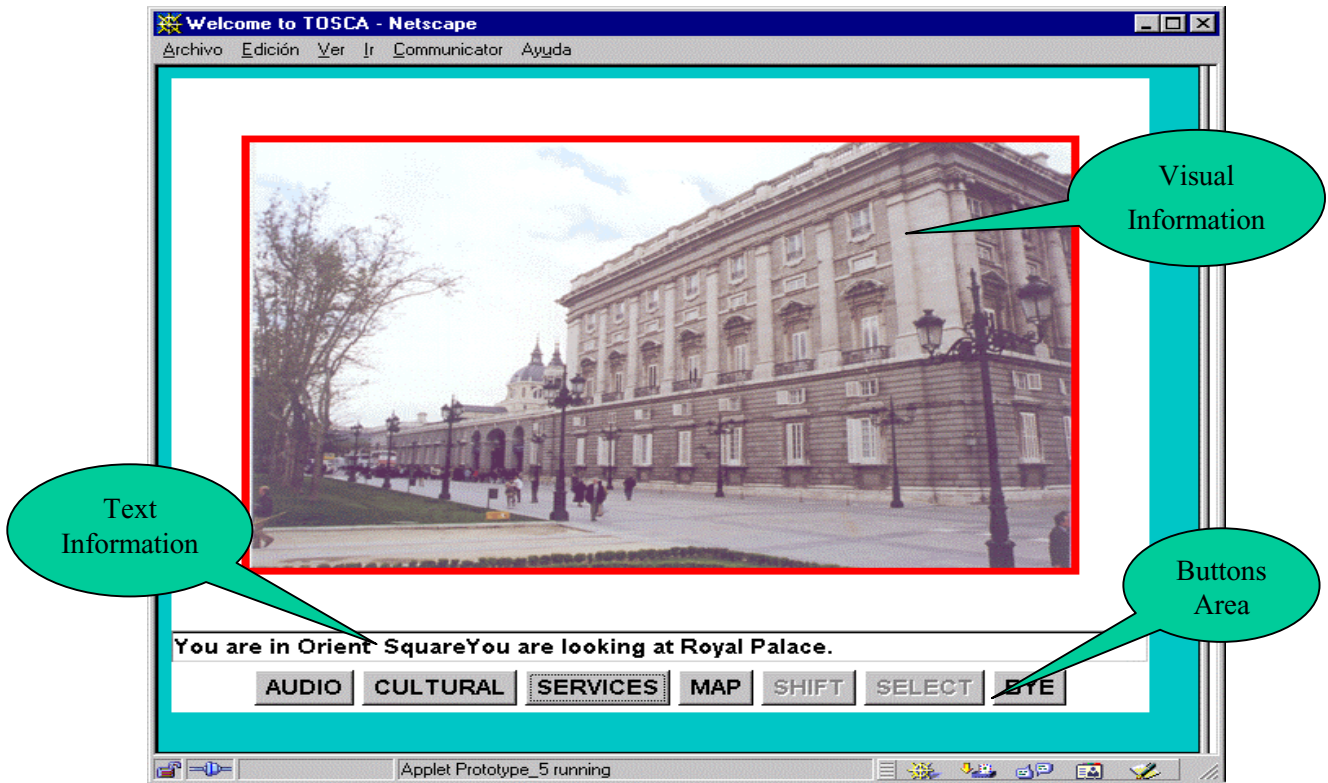 Welcome to TOSCA - Netscape
Archivo Edición Ver Ir Communicator Ayuda
Visual
Information
Text
Information
Buttons
Area
You are in Orient SquareYou are looking at Royal Palace.
AUDIO CULTURAL SERVICES MAP SHIFT SELECT BYE
Applet Prototype_5 running